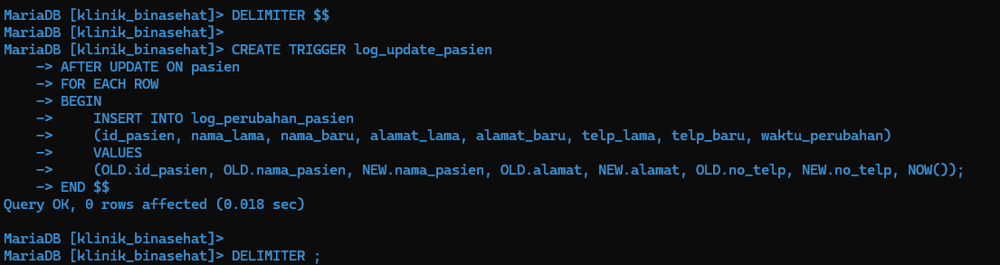 MariaDB [klinik_binasehat]> DELIMITER $$
MariaDB [klinik_binasehat]>
MariaDB [klinik_binasehat]> CREATE TRIGGER log_update_pasien
    -> AFTER UPDATE ON pasien
    -> FOR EACH ROW
    -> BEGIN
    ->     INSERT INTO log_perubahan_pasien
    ->     (id_pasien, nama_lama, nama_baru, alamat_lama, alamat_baru, telp_lama, telp_baru, waktu_perubahan)
    ->     VALUES
    ->     (OLD.id_pasien, OLD.nama_pasien, NEW.nama_pasien, OLD.alamat, NEW.alamat, OLD.no_telp, NEW.no_telp, NOW());
    -> END $$
Query OK, 0 rows affected (0.018 sec)

MariaDB [klinik_binasehat]>
MariaDB [klinik_binasehat]> DELIMITER ;